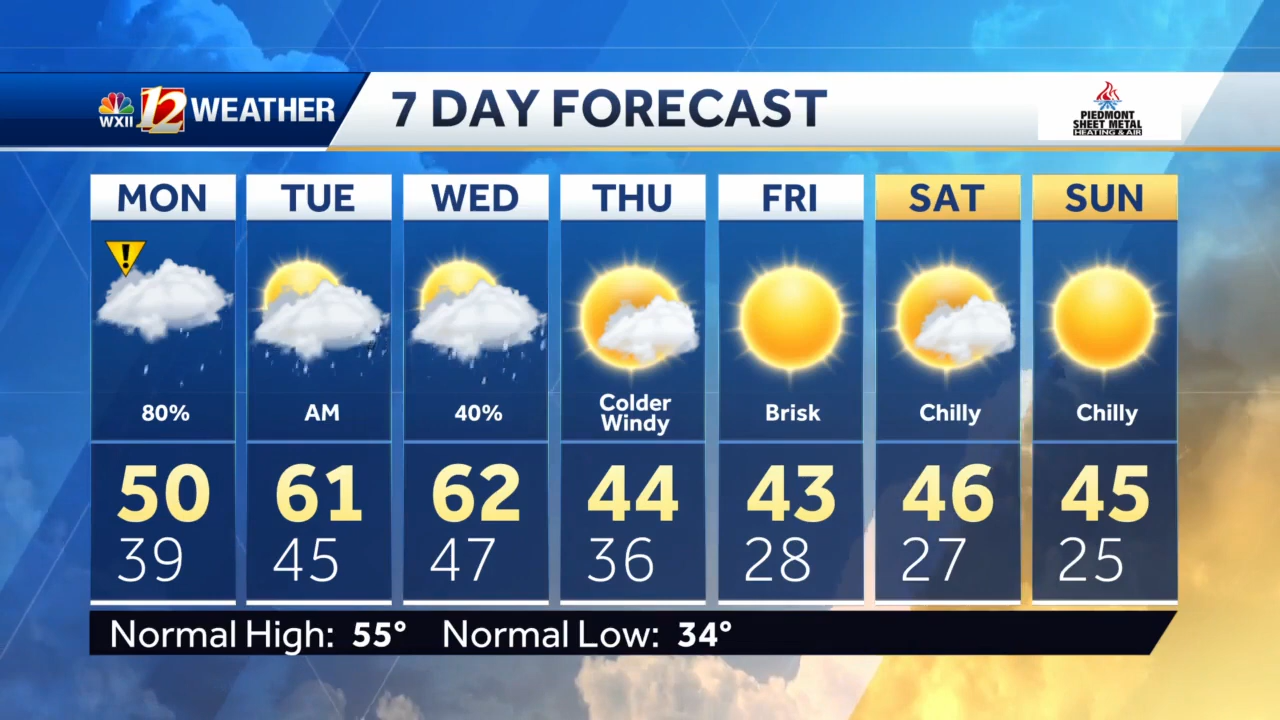 WXII 12 WEATHER
7 DAY FORECAST
PIEDMONT
SHEET METAL
HEATING & AIR
MON TUE WED THU FRI SAT SUN
!
80% AM 40% Colder Windy Brisk Chilly Chilly
50 61 62 44 43 46 45
39 45 47 36 28 27 25
Normal High: 55° Normal Low: 34°